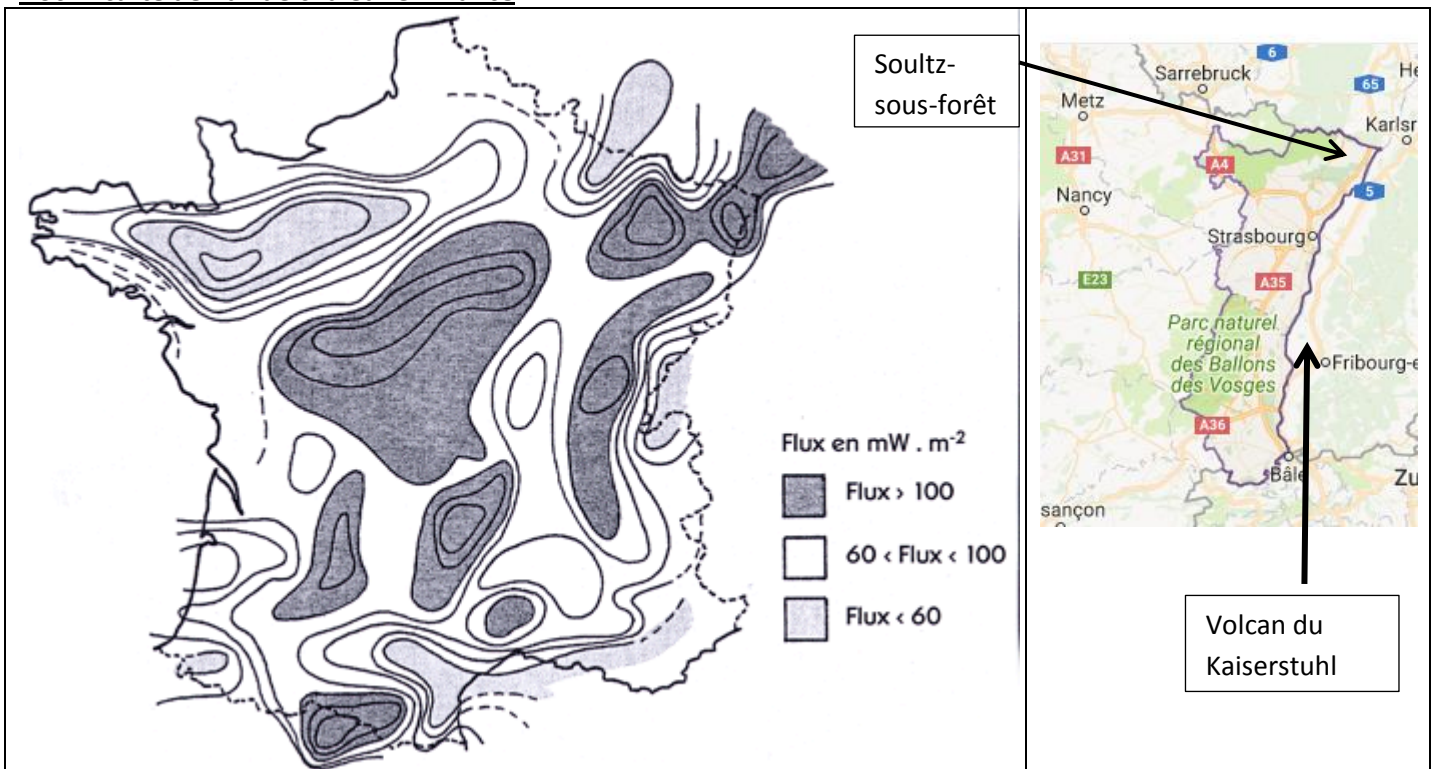 Soultz-
sous-forêt
Flux en mW . m⁻²
Flux > 100
60 < Flux < 100
Flux < 60
6
Sarrebruck
65
Metz
Karlsr
A31
A4
5
Nancy
Strasbourg
E23
A35
Parc naturel
régional
des Ballons
des Vosges
Fribourg-e
A36
Bâle
Zu
sançon
Volcan du
Kaiserstuhl